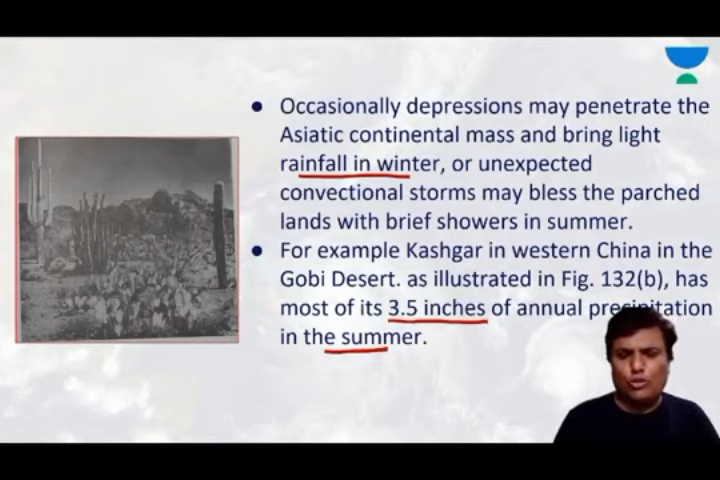 ● Occasionally depressions may penetrate the
Asiatic continental mass and bring light
rainfall in winter, or unexpected
convectional storms may bless the parched
lands with brief showers in summer.
● For example Kashgar in western China in the
Gobi Desert. as illustrated in Fig. 132(b), has
most of its 3.5 inches of annual precipitation
in the summer.